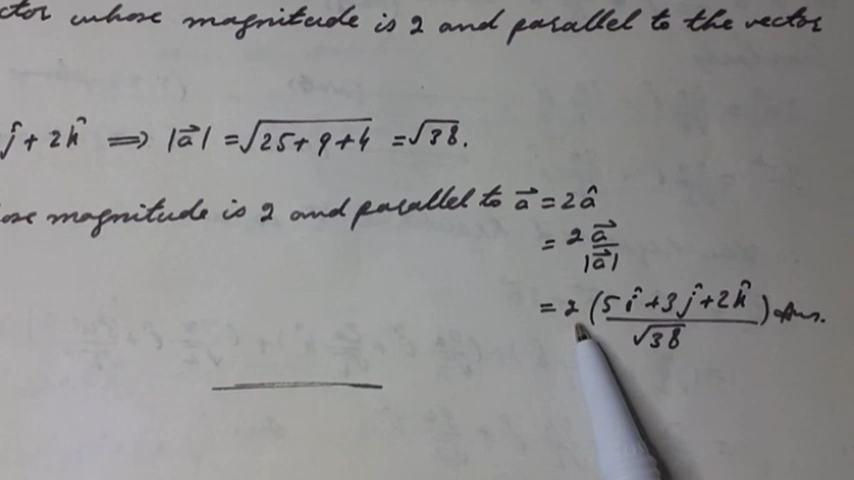 ctor whose magnitude is 2 and parallel to the vector
ĵ + 2k̂ ⟹ |a⃗| = √25+9+4 = √38.
ose magnitude is 2 and parallel to a⃗ = 2â
= 2 a⃗/|a⃗|
= 2 (5î+3ĵ+2k̂/√38) Ans.